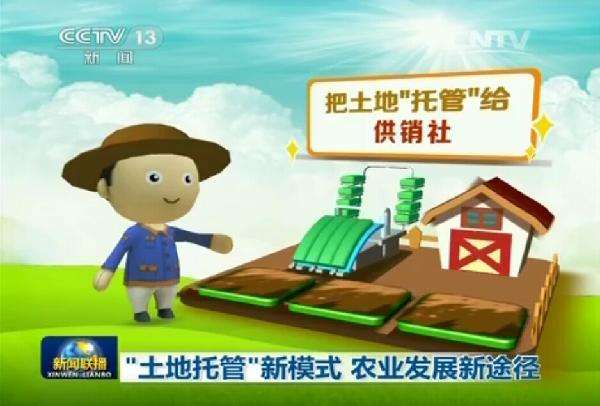 CCTV 13
新闻
CNTV
把土地"托管"给
供销社
新闻联播
XINWEN LIANBO
"土地托管"新模式 农业发展新途径